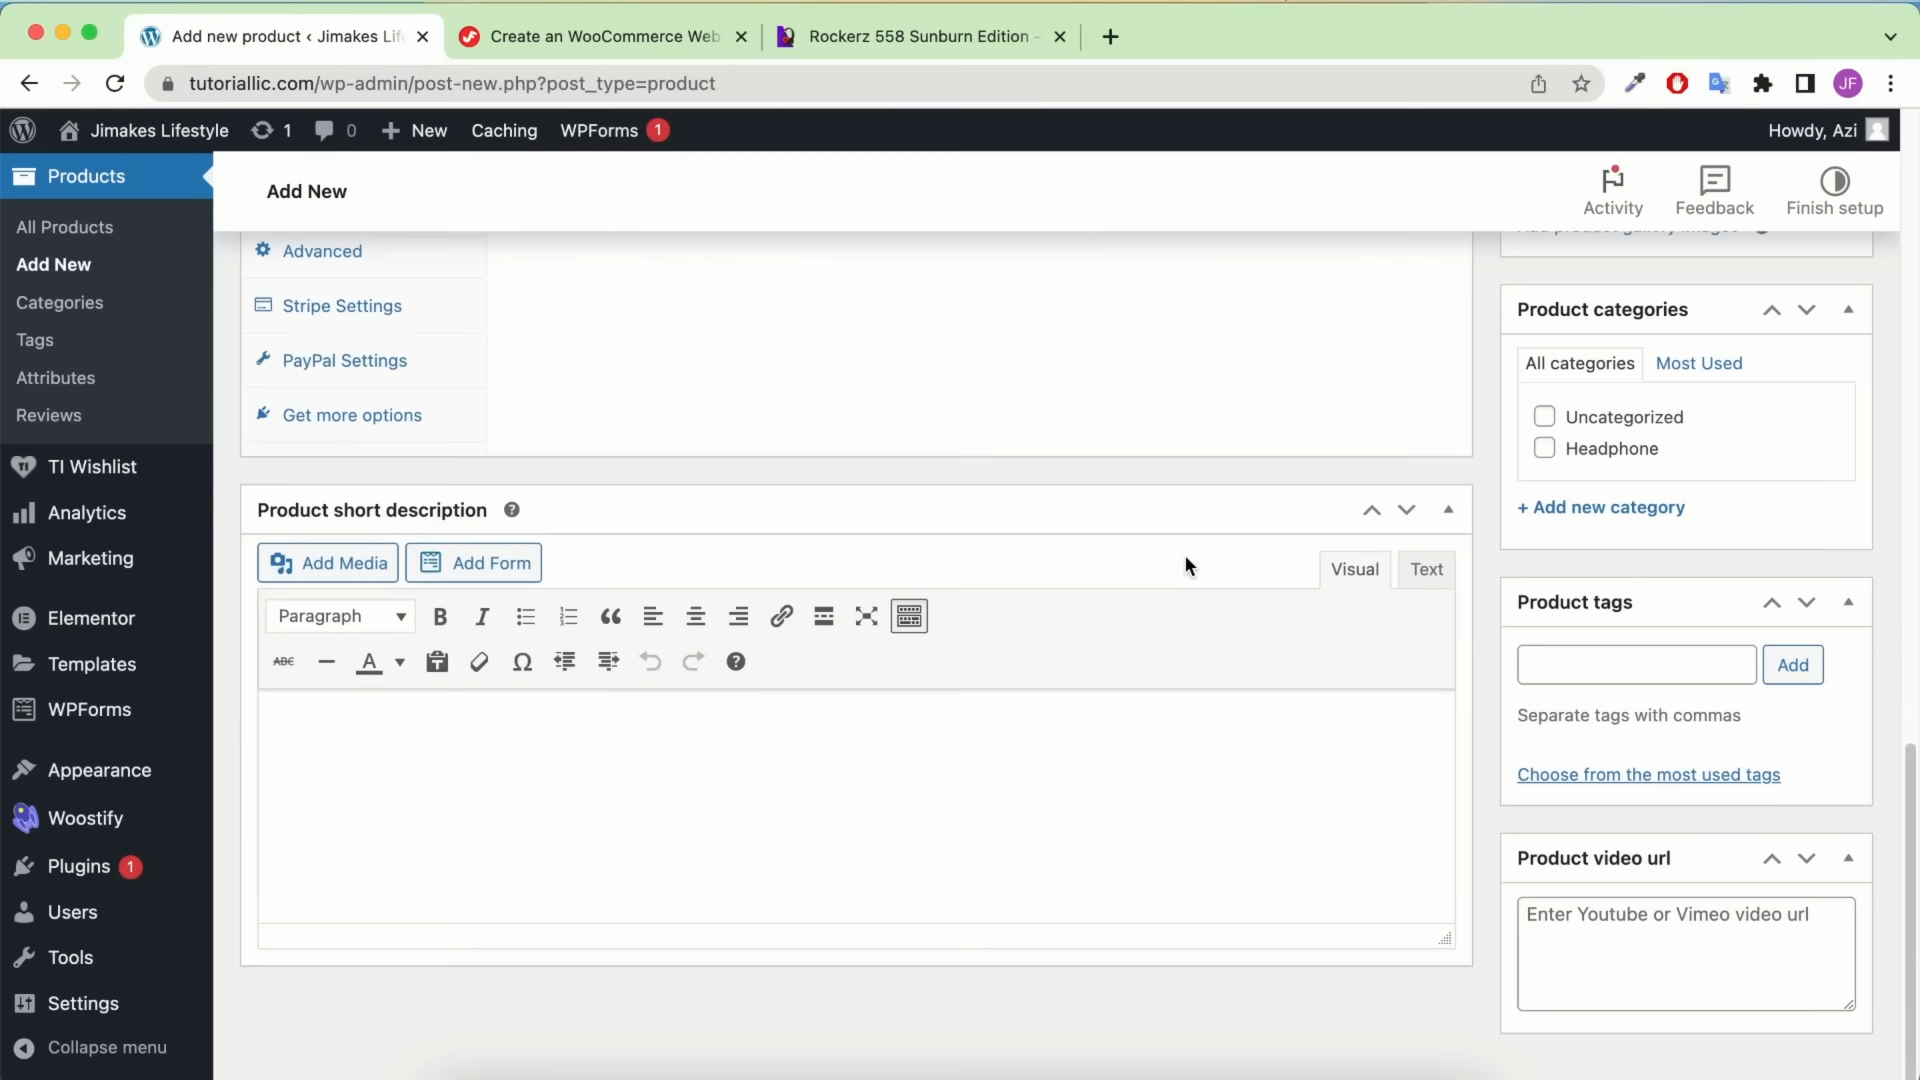 Add new product ‹ Jimakes Lif
Create an WooCommerce Web
Rockerz 558 Sunburn Edition -
tutoriallic.com/wp-admin/post-new.php?post_type=product
JF
Jimakes Lifestyle
1
0
New
Caching
WPForms 1
Howdy, Azi
Products
Add New
Activity
Feedback
Finish setup
All Products
Add New
Categories
Tags
Attributes
Reviews
TI Wishlist
Analytics
Marketing
Elementor
Templates
WPForms
Appearance
Woostify
Plugins 1
Users
Tools
Settings
Collapse menu
Advanced
Stripe Settings
PayPal Settings
Get more options
Product short description
Add Media
Add Form
Visual
Text
Paragraph
B I
ABC
A
Ω
Product categories
All categories
Most Used
Uncategorized
Headphone
+ Add new category
Product tags
Add
Separate tags with commas
Choose from the most used tags
Product video url
Enter Youtube or Vimeo video url